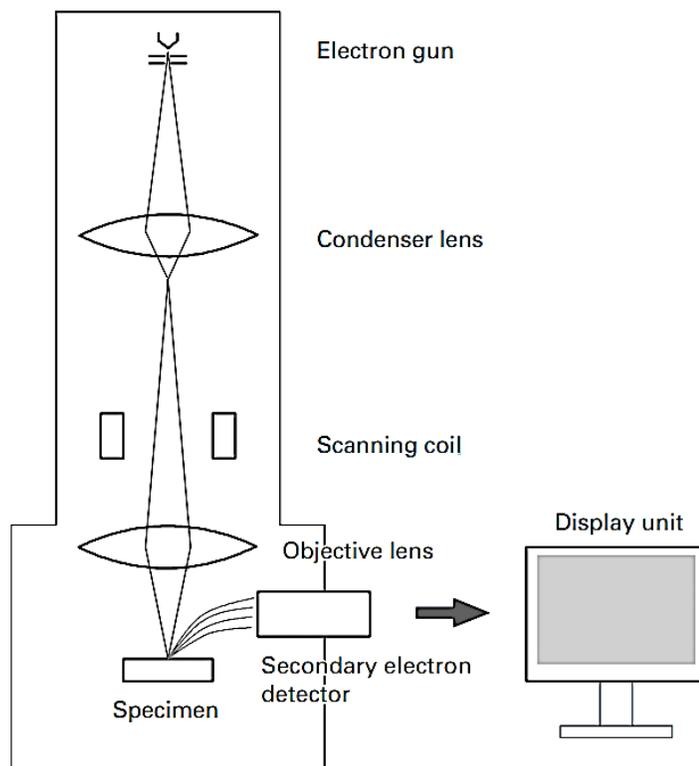 Electron gun
Condenser lens
Scanning coil
Objective lens
Display unit
Secondary electron
detector
Specimen